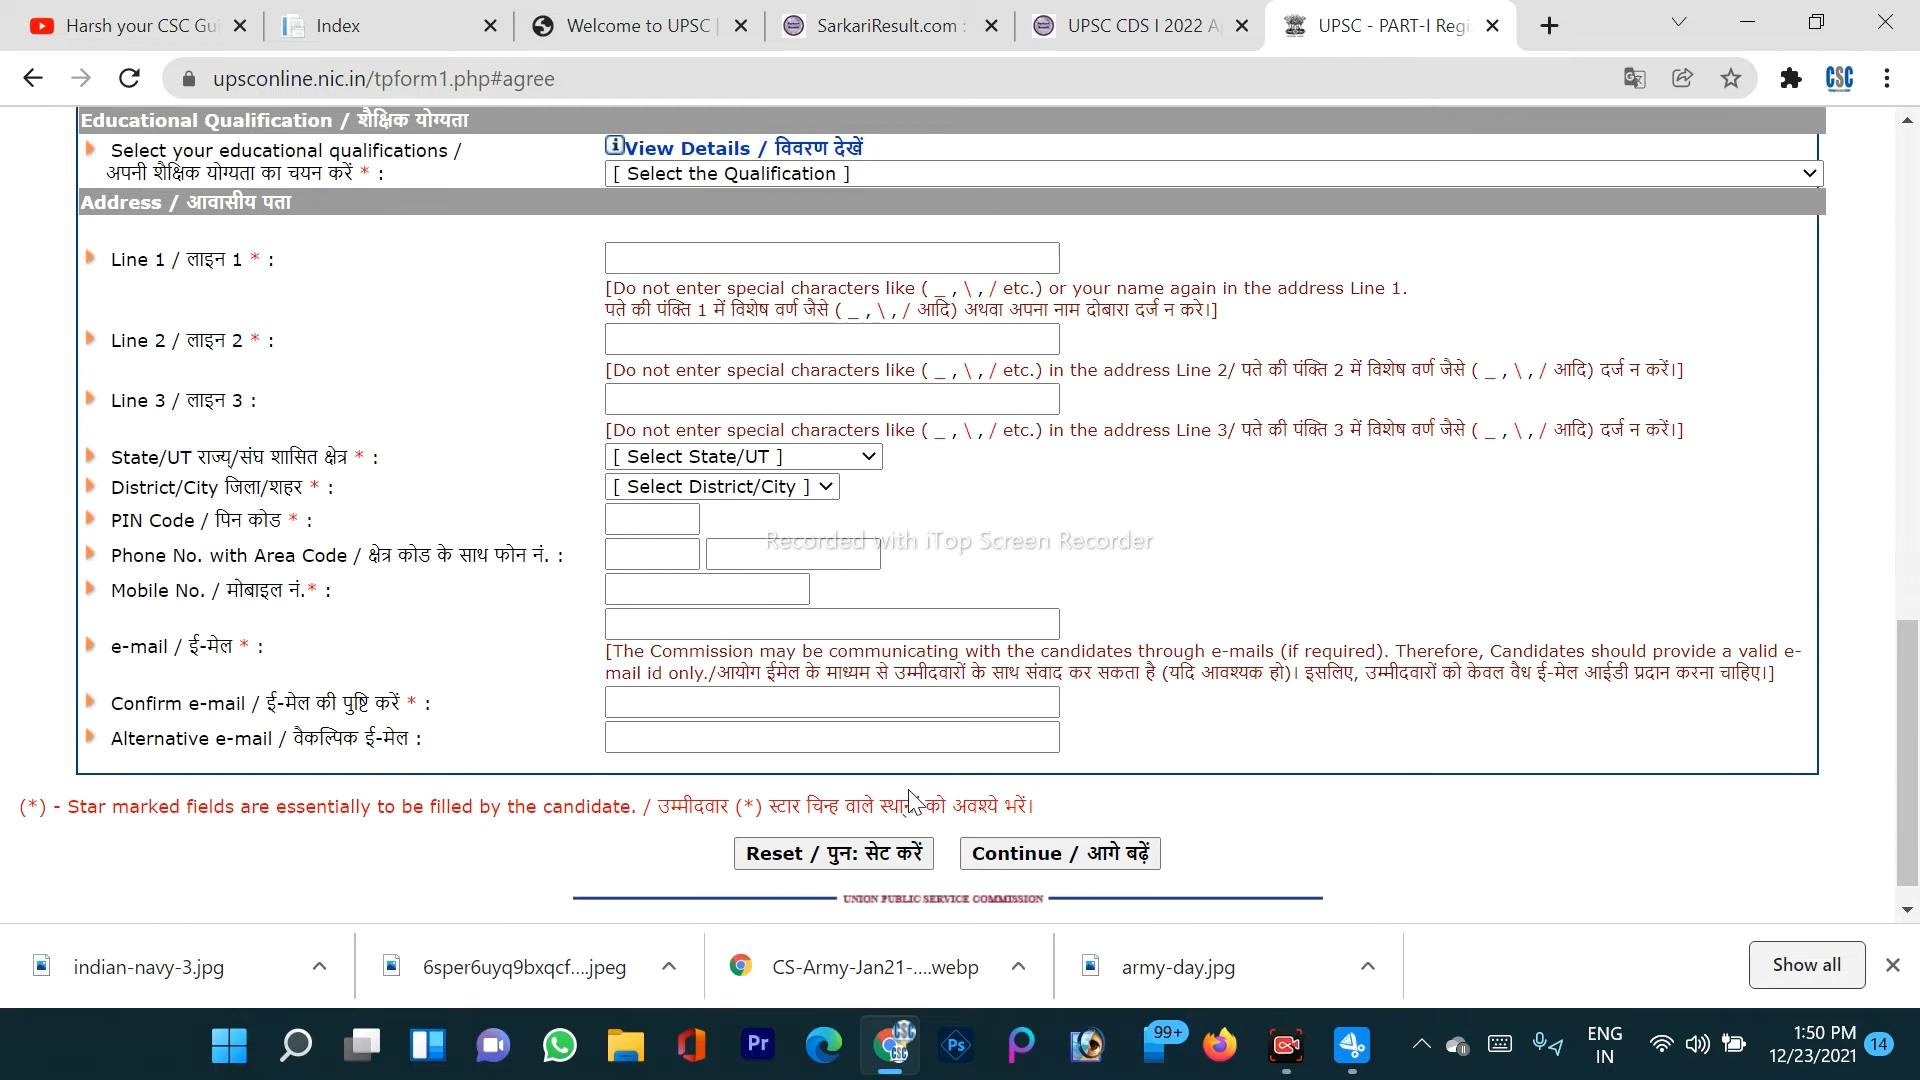 Harsh your CSC Gui
Index
Welcome to UPSC |
SarkariResult.com :
UPSC CDS I 2022 A
UPSC - PART-I Regi
upsconline.nic.in/tpform1.php#agree
CSC
Educational Qualification / शैक्षिक योग्यता
Select your educational qualifications /
अपनी शैक्षिक योग्यता का चयन करें * :
View Details / विवरण देखें
[ Select the Qualification ]
Address / आवासीय पता
Line 1 / लाइन 1 * :
[Do not enter special characters like ( _ , \ , / etc.) or your name again in the address Line 1.
पते की पंक्ति 1 में विशेष वर्ण जैसे ( _ , \ , / आदि) अथवा अपना नाम दोबारा दर्ज न करे।]
Line 2 / लाइन 2 * :
[Do not enter special characters like ( _ , \ , / etc.) in the address Line 2/ पते की पंक्ति 2 में विशेष वर्ण जैसे ( _ , \ , / आदि) दर्ज न करें।]
Line 3 / लाइन 3 :
[Do not enter special characters like ( _ , \ , / etc.) in the address Line 3/ पते की पंक्ति 3 में विशेष वर्ण जैसे ( _ , \ , / आदि) दर्ज न करें।]
State/UT राज्य/संघ शासित क्षेत्र * :
[ Select State/UT ]
District/City जिला/शहर * :
[ Select District/City ]
PIN Code / पिन कोड * :
Recorded with iTop Screen Recorder
Phone No. with Area Code / क्षेत्र कोड के साथ फोन नं. :
Mobile No. / मोबाइल नं.* :
e-mail / ई-मेल * :
[The Commission may be communicating with the candidates through e-mails (if required). Therefore, Candidates should provide a valid e-
mail id only./आयोग ईमेल के माध्यम से उम्मीदवारों के साथ संवाद कर सकता है (यदि आवश्यक हो)। इसलिए, उम्मीदवारों को केवल वैध ई-मेल आईडी प्रदान करना चाहिए।]
Confirm e-mail / ई-मेल की पुष्टि करें * :
Alternative e-mail / वैकल्पिक ई-मेल :
(*) - Star marked fields are essentially to be filled by the candidate. / उम्मीदवार (*) स्टार चिन्ह वाले को अवश्ये भरें।
Reset / पुन: सेट करें
Continue / आगे बढ़ें
UNION PUBLIC SERVICE COMMISSION
indian-navy-3.jpg
6sper6uyq9bxqcf....jpeg
CS-Army-Jan21-....webp
army-day.jpg
Show all
Pr
CSC
CSC
Ps
99+
ENG
IN
1:50 PM
12/23/2021
14